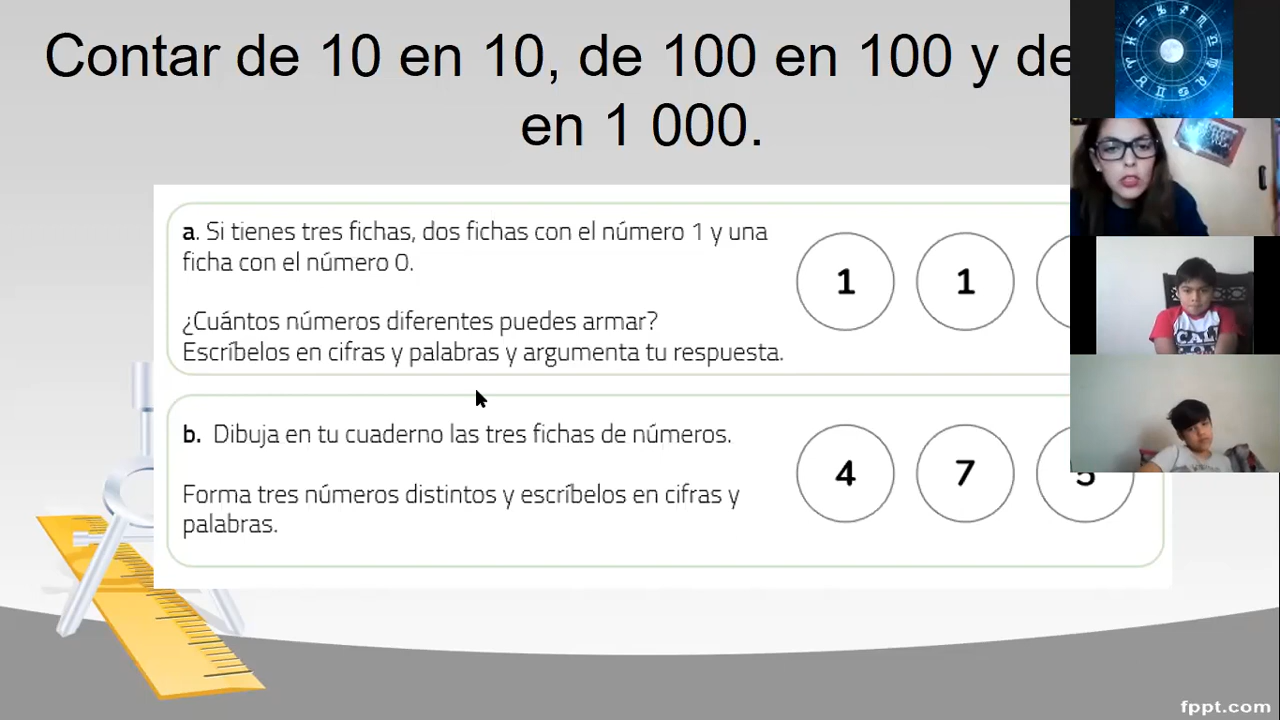 Contar de 10 en 10, de 100 en 100 y de
en 1 000.
a. Si tienes tres fichas, dos fichas con el número 1 y una
ficha con el número 0.
¿Cuántos números diferentes puedes armar?
Escríbelos en cifras y palabras y argumenta tu respuesta.
1 1
b. Dibuja en tu cuaderno las tres fichas de números.
Forma tres números distintos y escríbelos en cifras y
palabras.
4 7 5
fppt.com